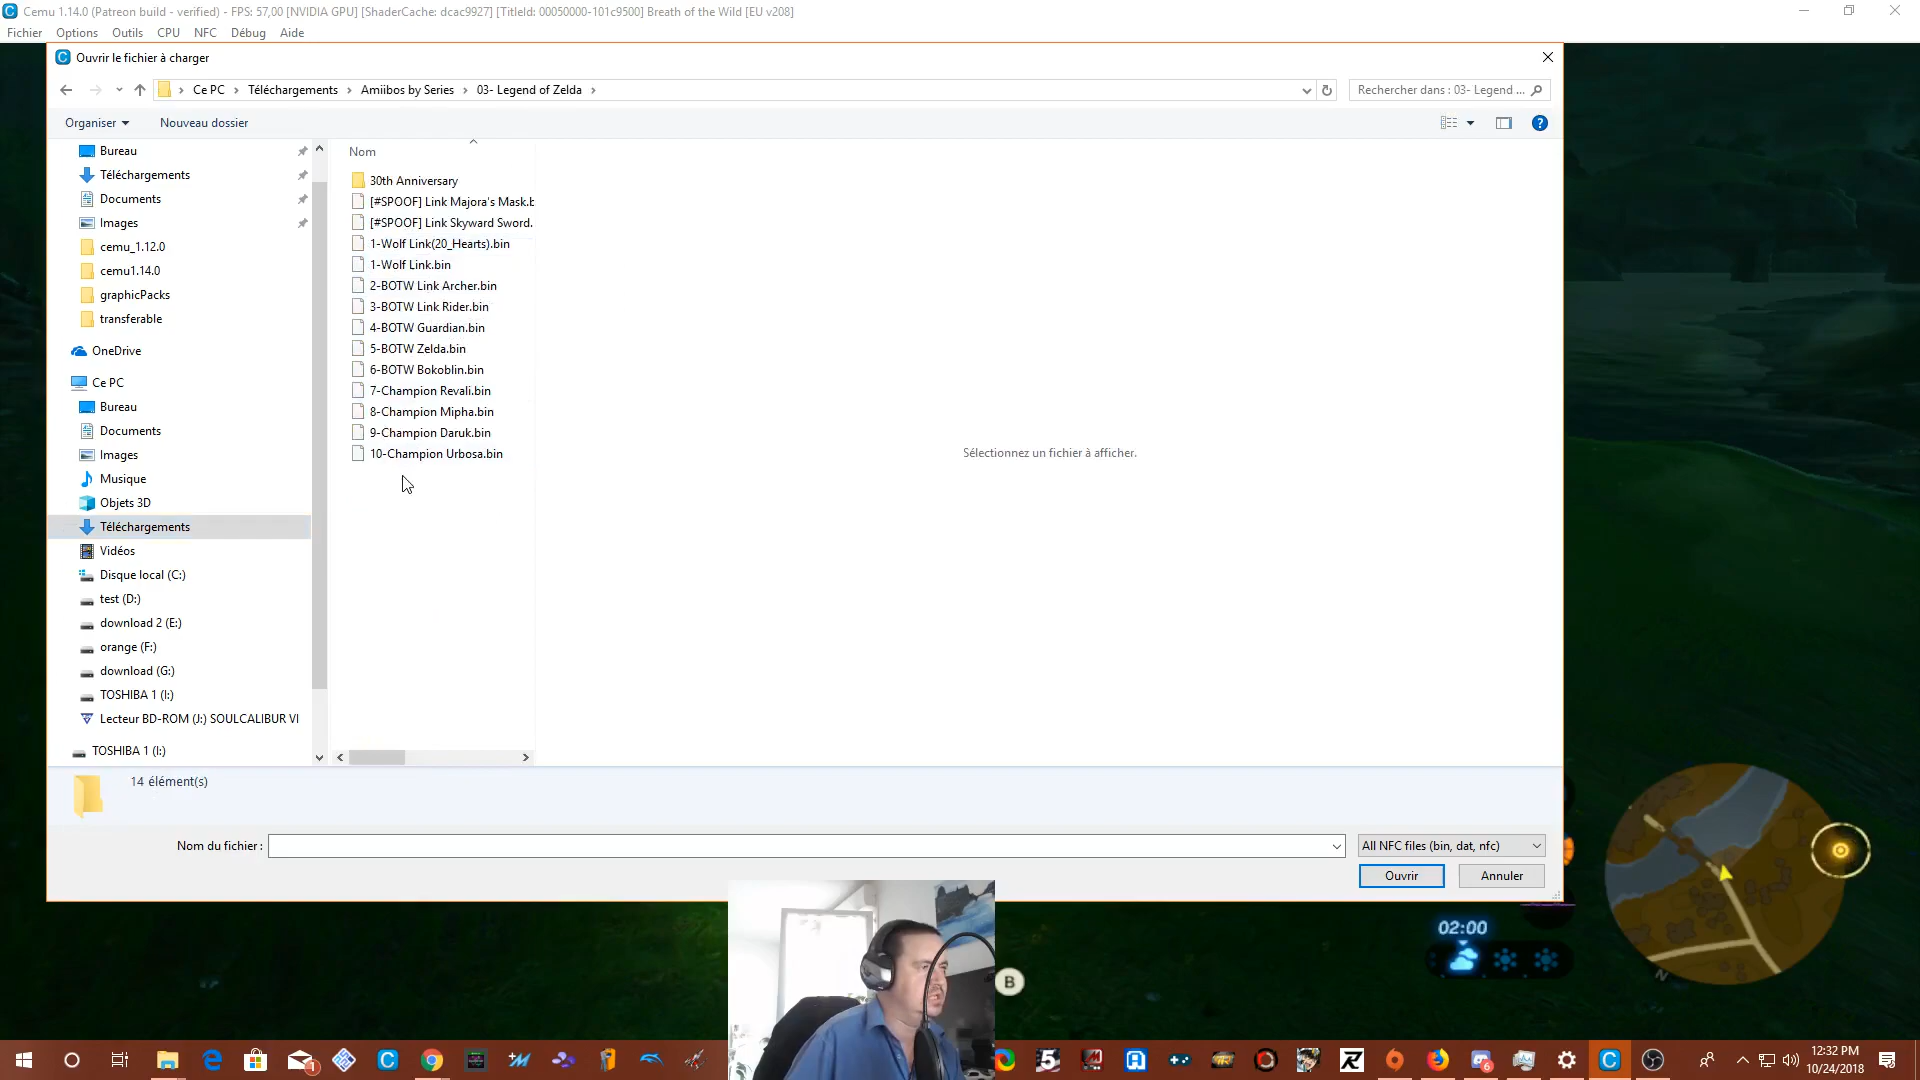 Cemu 1.14.0 (Patreon build - verified) - FPS: 57,00 [NVIDIA GPU] [ShaderCache: dcac9927] [TitleId: 00050000-101c9500] Breath of the Wild [EU v208]
Fichier Options Outils CPU NFC Débug Aide
Ouvrir le fichier à charger
Ce PC > Téléchargements > Amiibos by Series > 03- Legend of Zelda >
Rechercher dans : 03- Legend ...
Organiser Nouveau dossier
Bureau
Téléchargements
Documents
Images
cemu_1.12.0
cemu1.14.0
graphicPacks
transferable
OneDrive
Ce PC
Bureau
Documents
Images
Musique
Objets 3D
Téléchargements
Vidéos
Disque local (C:)
test (D:)
download 2 (E:)
orange (F:)
download (G:)
TOSHIBA 1 (I:)
Lecteur BD-ROM (J:) SOULCALIBUR VI
TOSHIBA 1 (I:)
Nom
30th Anniversary
[#SPOOF] Link Majora's Mask.b
[#SPOOF] Link Skyward Sword.
1-Wolf Link(20_Hearts).bin
1-Wolf Link.bin
2-BOTW Link Archer.bin
3-BOTW Link Rider.bin
4-BOTW Guardian.bin
5-BOTW Zelda.bin
6-BOTW Bokoblin.bin
7-Champion Revali.bin
8-Champion Mipha.bin
9-Champion Daruk.bin
10-Champion Urbosa.bin
Sélectionnez un fichier à afficher.
14 élément(s)
Nom du fichier :
All NFC files (bin, dat, nfc)
Ouvrir Annuler
02:00
B
N
12:32 PM
10/24/2018